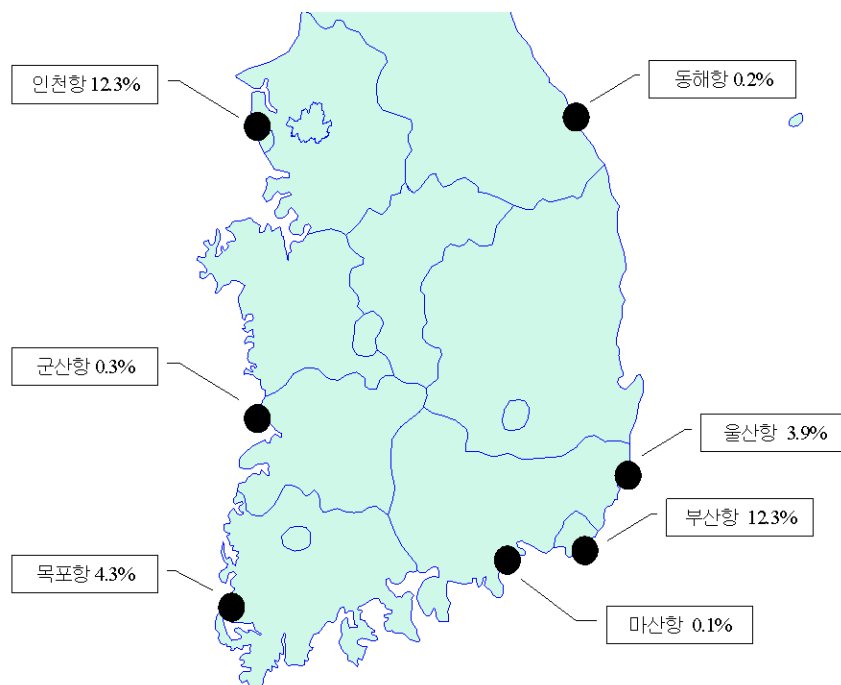 인천항 12.3%
동해항 0.2%
군산항 0.3%
울산항 3.9%
부산항 12.3%
목포항 4.3%
마산항 0.1%